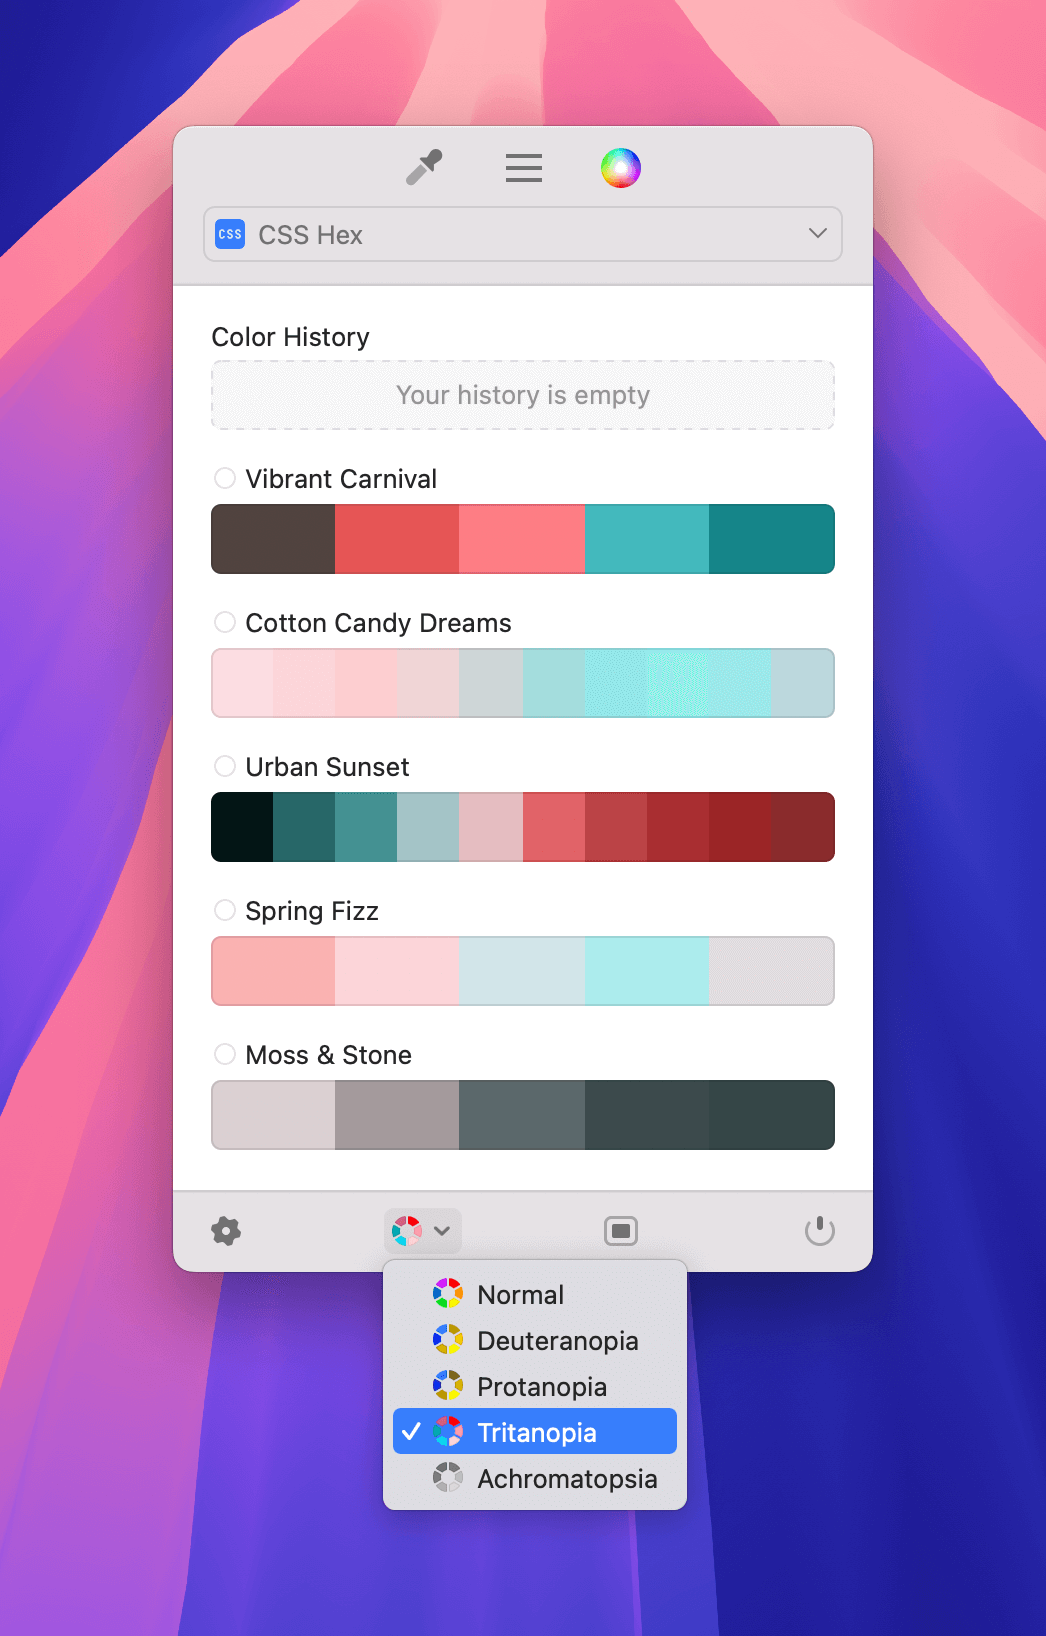 CSS CSS Hex
Color History
Your history is empty
Vibrant Carnival
Cotton Candy Dreams
Urban Sunset
Spring Fizz
Moss & Stone
Normal
Deuteranopia
Protanopia
Tritanopia
Achromatopsia